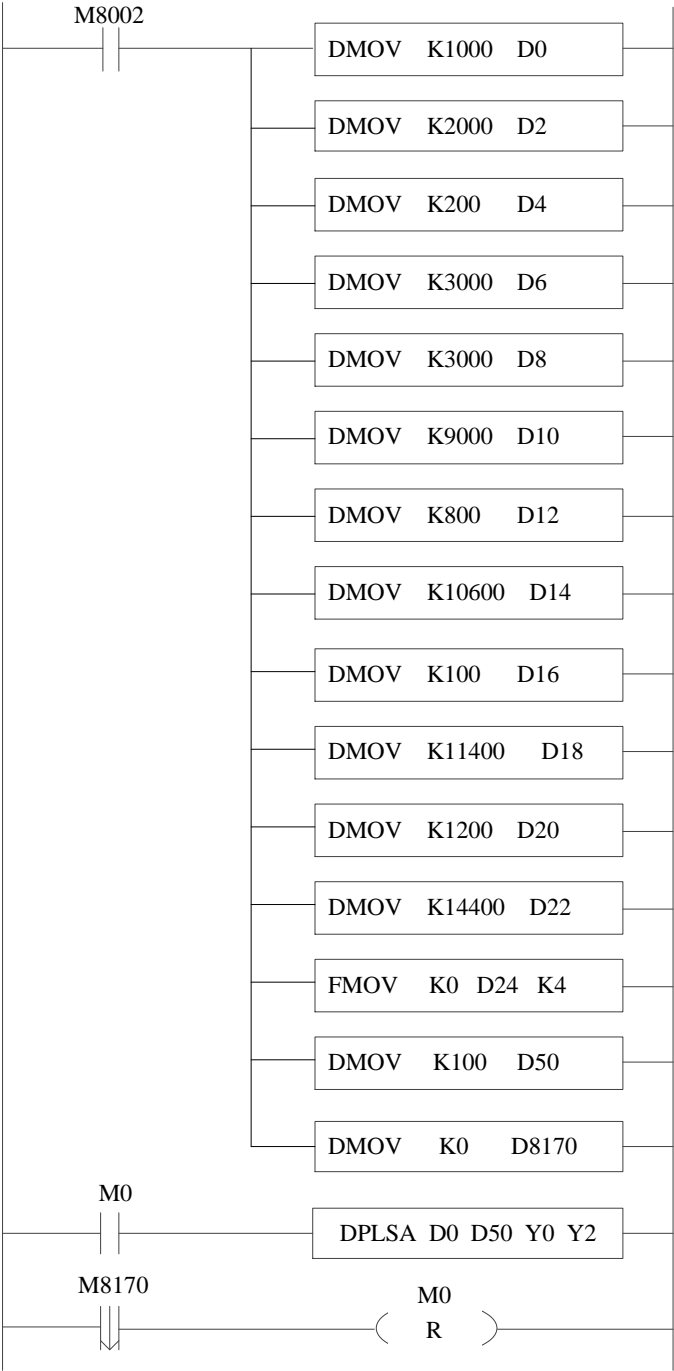 M8002
DMOV K1000 D0
DMOV K2000 D2
DMOV K200 D4
DMOV K3000 D6
DMOV K3000 D8
DMOV K9000 D10
DMOV K800 D12
DMOV K10600 D14
DMOV K100 D16
DMOV K11400 D18
DMOV K1200 D20
DMOV K14400 D22
FMOV K0 D24 K4
DMOV K100 D50
DMOV K0 D8170
M0
DPLSA D0 D50 Y0 Y2
M8170
M0
R